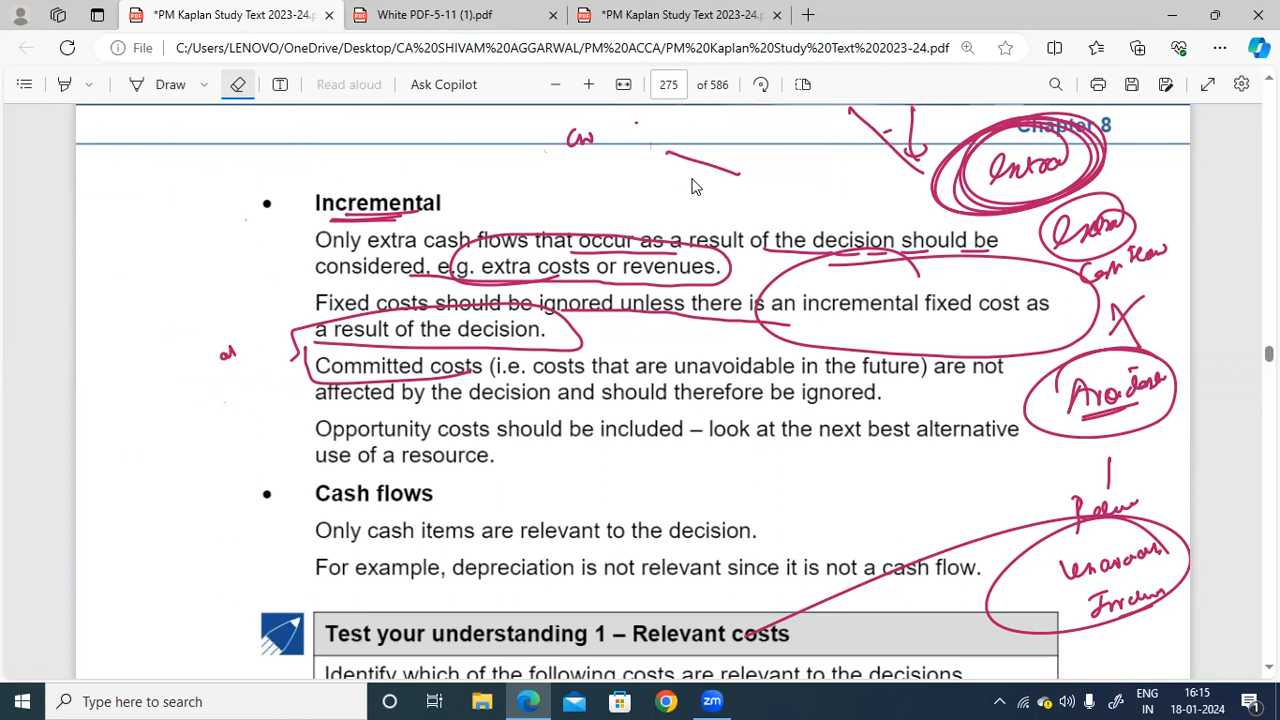 *PM Kaplan Study Text 2023-24.p
White PDF-5-11 (1).pdf
*PM Kaplan Study Text 2023-24.p
File
C:/Users/LENOVO/OneDrive/Desktop/CA%20SHIVAM%20AGGARWAL/PM%20ACCA/PM%20Kaplan%20Study%20Text%202023-24.pdf
Draw
Read aloud
Ask Copilot
275
of 586
Chapter 8
Extra
• Incremental
Only extra cash flows that occur as a result of the decision should be
considered, e.g. extra costs or revenues.
Extra
Cash flow
Fixed costs should be ignored unless there is an incremental fixed cost as
a result of the decision.
Committed costs (i.e. costs that are unavoidable in the future) are not
affected by the decision and should therefore be ignored.
Opportunity costs should be included – look at the next best alternative
use of a resource.
• Cash flows
Only cash items are relevant to the decision.
For example, depreciation is not relevant since it is not a cash flow.
Test your understanding 1 – Relevant costs
Identify which of the following costs are relevant to the decisions
Type here to search
zm
ENG
IN
16:15
18-01-2024
1